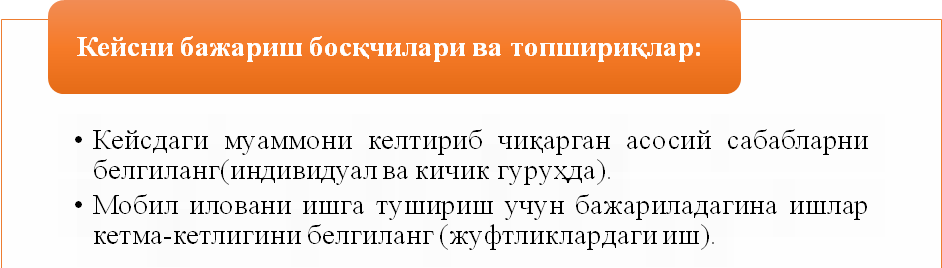 Кейсни бажариш босқчилари ва топшириқлар:
• Кейсдаги муаммони келтириб чиқарган асосий сабабларни
белгиланг(индивидуал ва кичик гуруҳда).
• Мобил иловани ишга тушириш учун бажариладагина ишлар
кетма-кетлигини белгиланг (жуфтликлардаги иш).